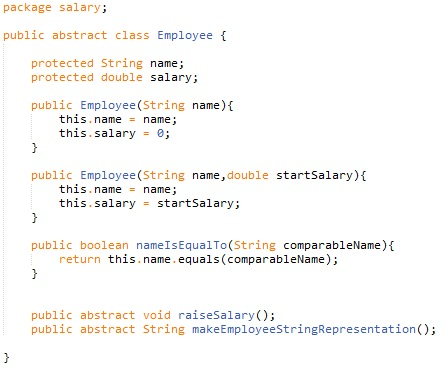 package salary;
public abstract class Employee {
protected String name;
protected double salary;
public Employee(String name){
this.name = name;
this.salary = 0;
}
public Employee(String name,double startSalary){
this.name = name;
this.salary = startSalary;
}
public boolean nameIsEqualTo(String comparableName){
return this.name.equals(comparableName);
}
public abstract void raiseSalary();
public abstract String makeEmployeeStringRepresentation();
}